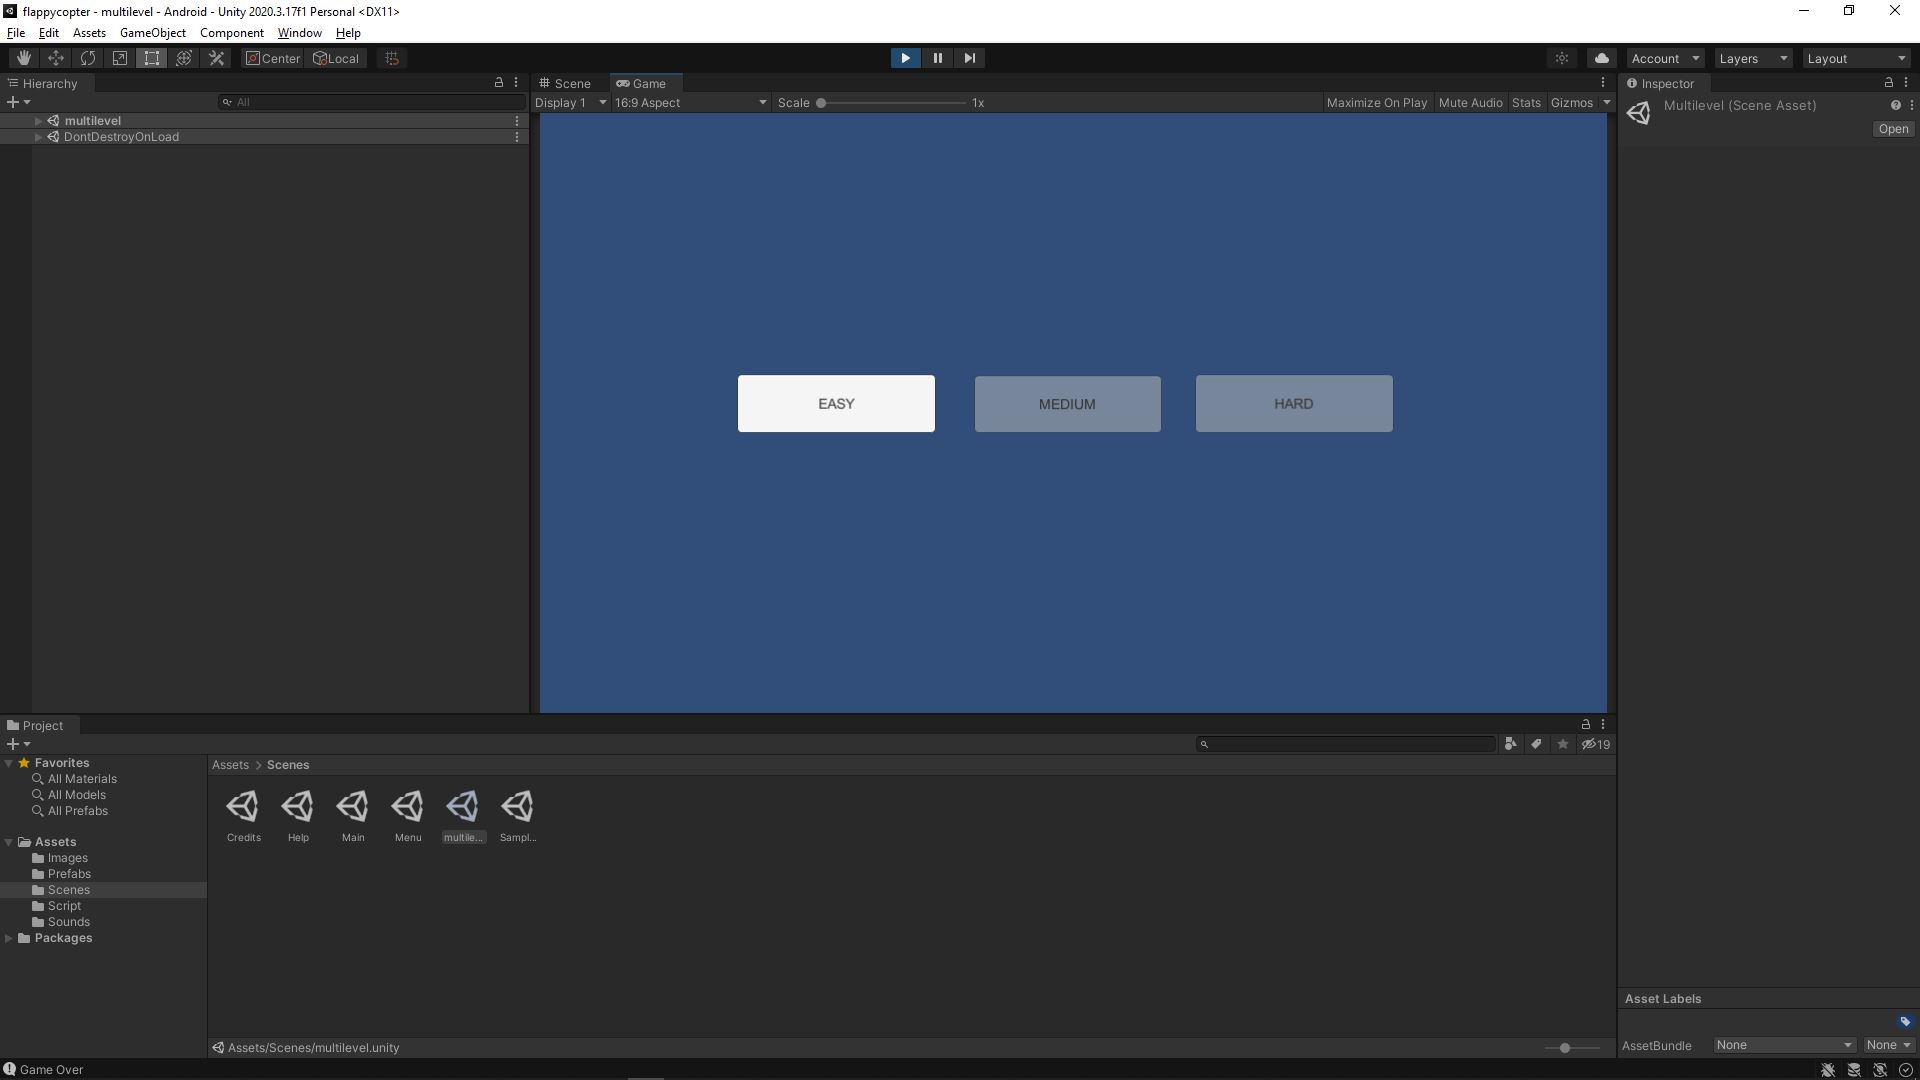 flappycopter - multilevel - Android - Unity 2020.3.17f1 Personal <DX11>
File Edit Assets GameObject Component Window Help
Center Local Account Layers Layout
Hierarchy Scene Game Inspector
All Display 1 16:9 Aspect Scale 1x Maximize On Play Mute Audio Stats Gizmos
Multilevel (Scene Asset)
Open
multilevel
DontDestroyOnLoad
EASY MEDIUM HARD
Project
19
Favorites
All Materials
All Models
All Prefabs
Assets
Images
Prefabs
Scenes
Script
Sounds
Packages
Assets > Scenes
Credits Help Main Menu multile... Sampl...
Assets/Scenes/multilevel.unity
Asset Labels
AssetBundle None None
Game Over